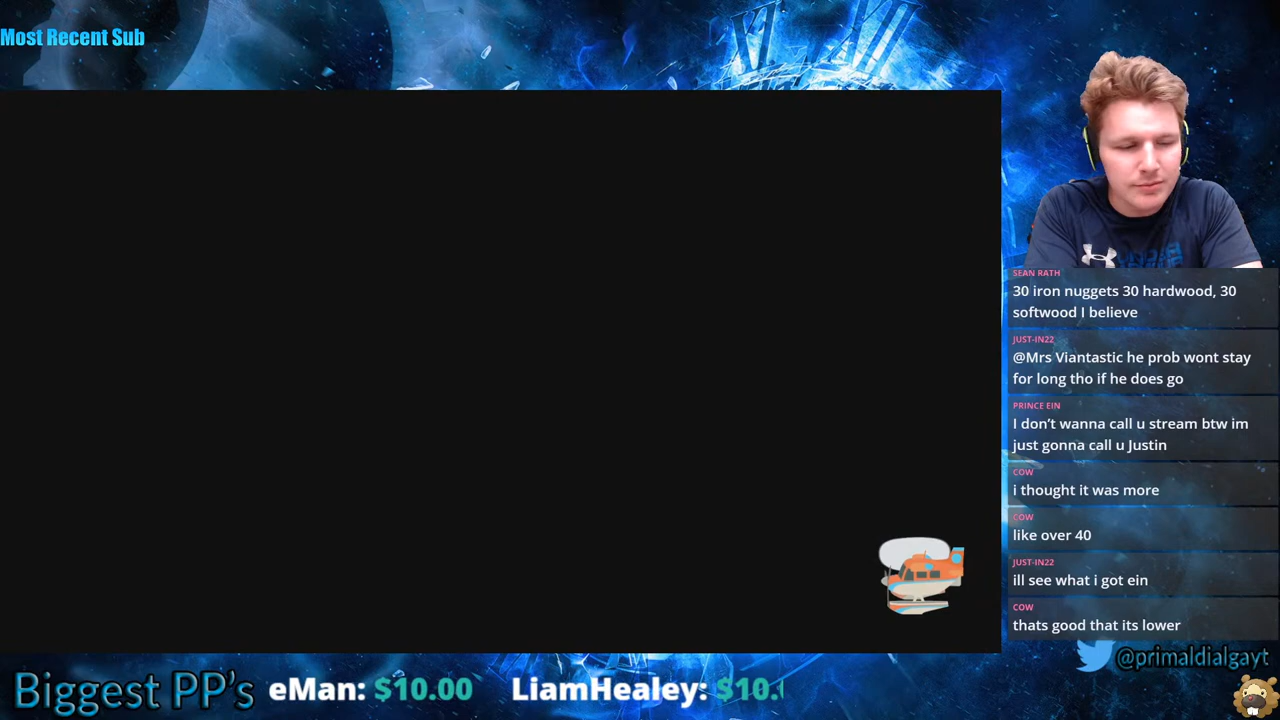 Most Recent Sub
SEAN RATH
30 iron nuggets 30 hardwood, 30
softwood I believe
JUST-IN22
@Mrs Viantastic he prob wont stay
for long tho if he does go
PRINCE EIN
I don't wanna call u stream btw im
just gonna call u Justin
COW
i thought it was more
COW
like over 40
JUST-IN22
ill see what i got ein
COW
thats good that its lower
@primaldialgayt
Biggest PP's eMan: $10.00 LiamHealey: $10.